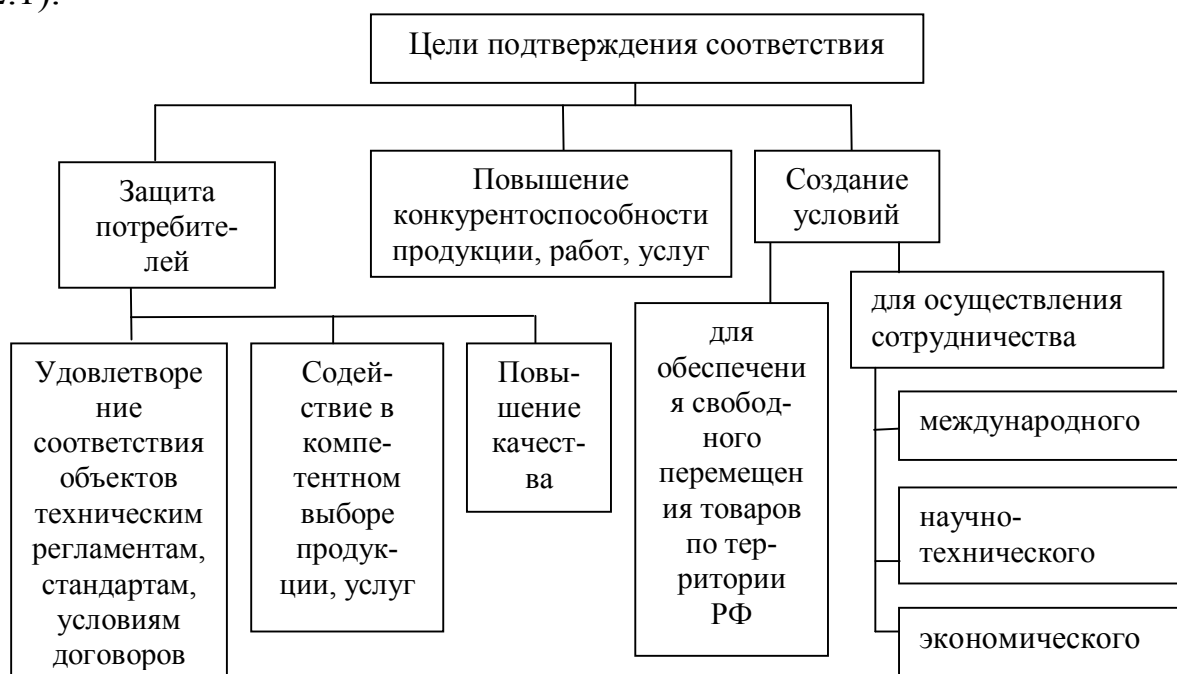 2.1).
Цели подтверждения соответствия
Защита
потребите-
лей
Повышение
конкурентоспособности
продукции, работ, услуг
Создание
условий
Удовлетворе
ние
соответствия
объектов
техническим
регламентам,
стандартам,
условиям
договоров
Содей-
ствие в
компе-
тентном
выборе
продук-
ции, услуг
Повы-
шение
качест-
ва
для
обеспечени
я свобод-
ного
перемещен
ия товаров
по тер-
ритории
РФ
для осуществления
сотрудничества
международного
научно-
технического
экономического